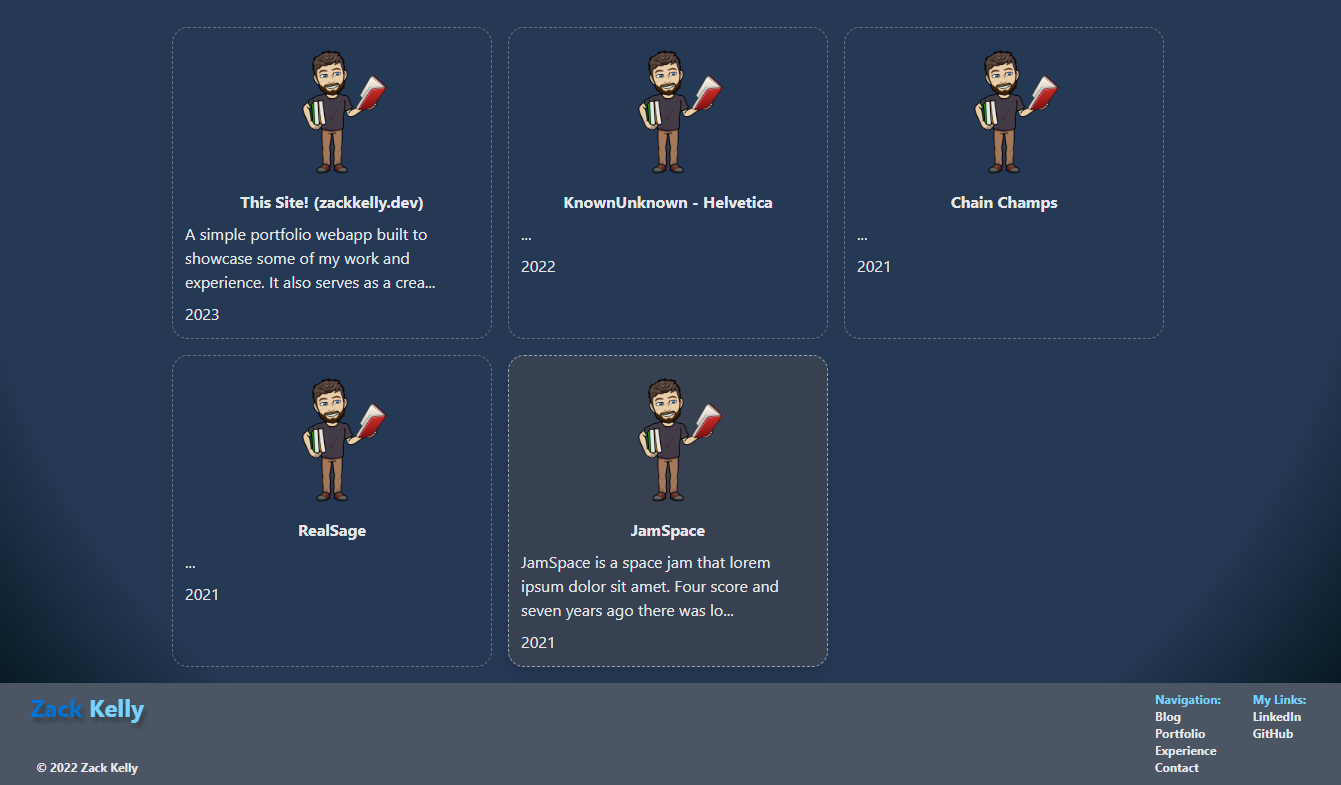 This Site! (zackkelly.dev)
A simple portfolio webapp built to
showcase some of my work and
experience. It also serves as a crea...
2023
KnownUnknown - Helvetica
...
2022
Chain Champs
...
2021
RealSage
...
2021
JamSpace
JamSpace is a space jam that lorem
ipsum dolor sit amet. Four score and
seven years ago there was lo...
2021
Zack Kelly
© 2022 Zack Kelly
Navigation:
Blog
Portfolio
Experience
Contact
My Links:
LinkedIn
GitHub